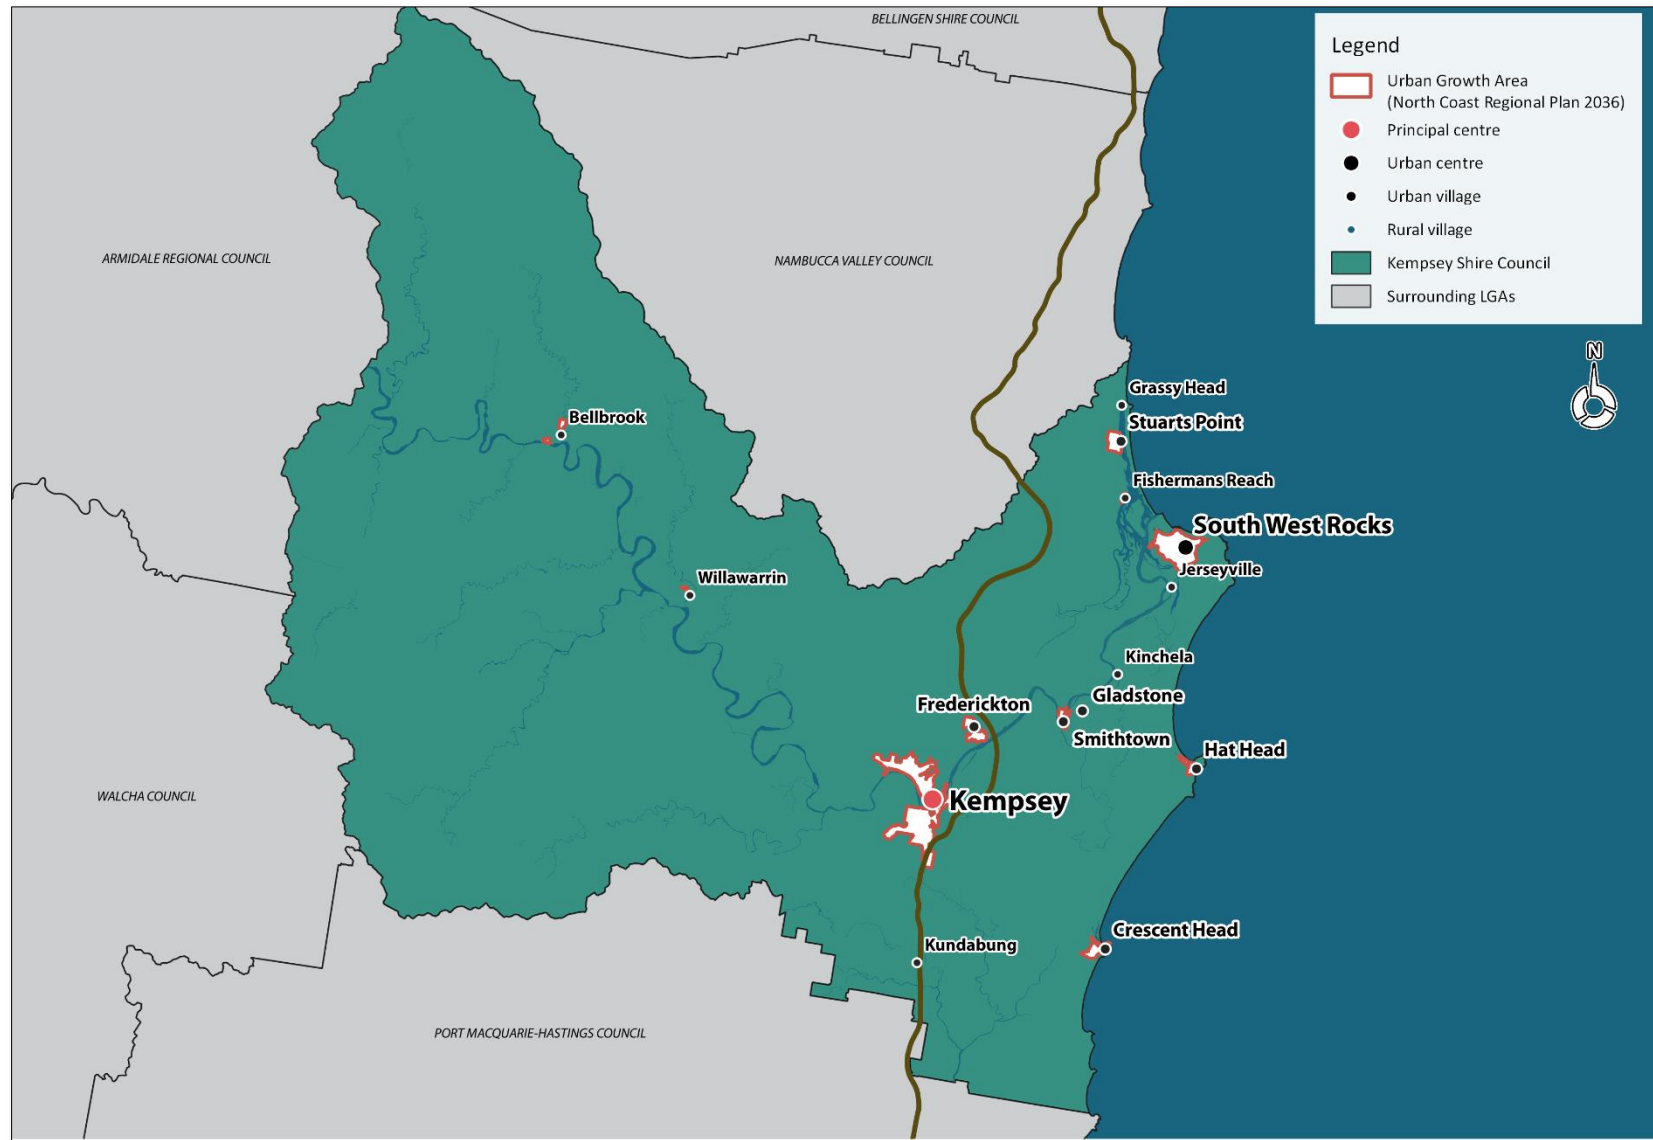 BELLINGEN SHIRE COUNCIL
Legend
Urban Growth Area
(North Coast Regional Plan 2036)
Principal centre
Urban centre
Urban village
Rural village
Kempsey Shire Council
Surrounding LGAs
ARMIDALE REGIONAL COUNCIL
NAMBUCCA VALLEY COUNCIL
N
Grassy Head
Bellbrook
Stuarts Point
Fishermans Reach
South West Rocks
Jerseyville
Willawarrin
Kinchela
Gladstone
Frederickton
Smithtown
Hat Head
WALCHA COUNCIL
Kempsey
Crescent Head
Kundabung
PORT MACQUARIE-HASTINGS COUNCIL